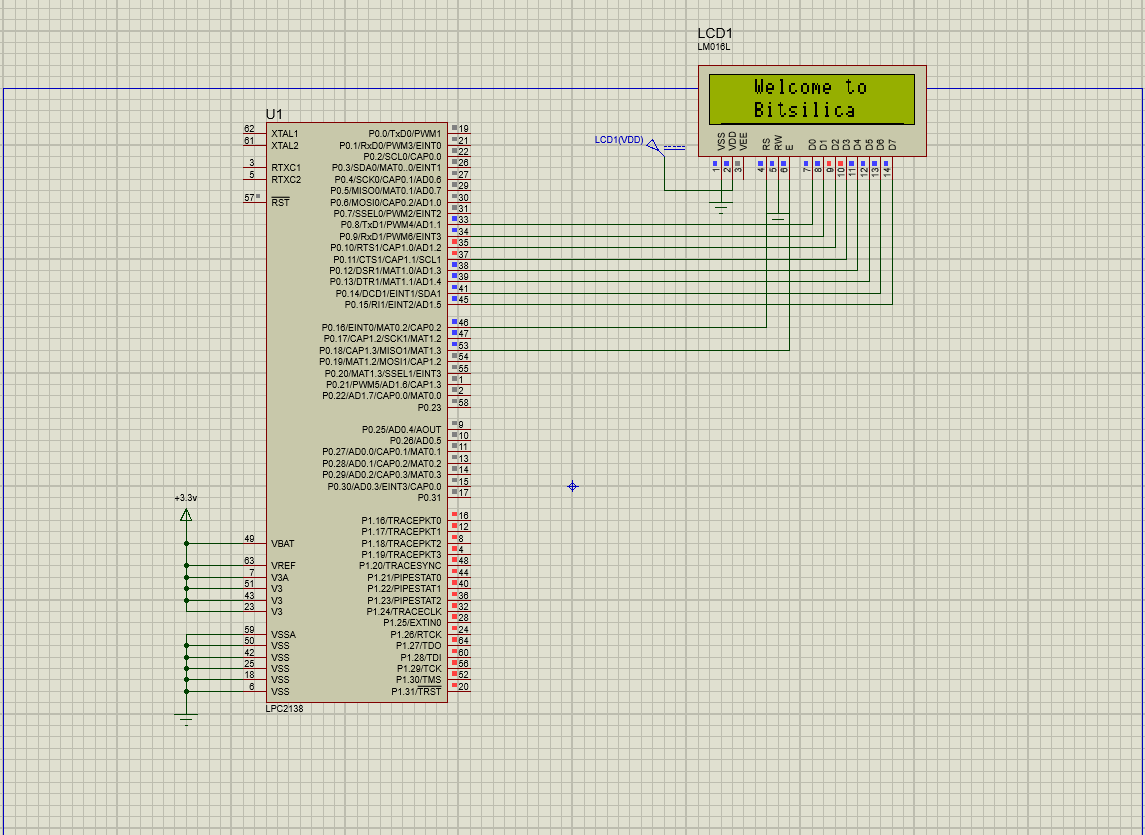 LCD1
LM016L
Welcome to
Bitsilica
LCD1(VDD)
VSS VDD VEE RS RW E D0 D1 D2 D3 D4 D5 D6 D7
1 2 3 4 5 6 7 8 9 10 11 12 13 14
U1
62 XTAL1 P0.0/TxD0/PWM1 19
61 XTAL2 P0.1/RxD0/PWM3/EINT0 21
P0.2/SCL0/CAP0.0 22
3 RTXC1 P0.3/SDA0/MAT0..0/EINT1 26
5 RTXC2 P0.4/SCK0/CAP0.1/AD0.6 27
P0.5/MISO0/MAT0.1/AD0.7 29
57 RST P0.6/MOSI0/CAP0.2/AD1.0 30
P0.7/SSEL0/PWM2/EINT2 31
P0.8/TxD1/PWM4/AD1.1 33
P0.9/RxD1/PWM6/EINT3 34
P0.10/RTS1/CAP1.0/AD1.2 35
P0.11/CTS1/CAP1.1/SCL1 37
P0.12/DSR1/MAT1.0/AD1.3 38
P0.13/DTR1/MAT1.1/AD1.4 39
P0.14/DCD1/EINT1/SDA1 41
P0.15/RI1/EINT2/AD1.5 45
P0.16/EINT0/MAT0.2/CAP0.2 46
P0.17/CAP1.2/SCK1/MAT1.2 47
P0.18/CAP1.3/MISO1/MAT1.3 53
P0.19/MAT1.2/MOSI1/CAP1.2 54
P0.20/MAT1.3/SSEL1/EINT3 55
P0.21/PWM5/AD1.6/CAP1.3 1
P0.22/AD1.7/CAP0.0/MAT0.0 2
P0.23 58
P0.25/AD0.4/AOUT 9
P0.26/AD0.5 10
P0.27/AD0.0/CAP0.1/MAT0.1 11
P0.28/AD0.1/CAP0.2/MAT0.2 13
P0.29/AD0.2/CAP0.3/MAT0.3 14
P0.30/AD0.3/EINT3/CAP0.0 15
P0.31 17
+3.3v
P1.16/TRACEPKT0 16
P1.17/TRACEPKT1 12
49 VBAT P1.18/TRACEPKT2 8
P1.19/TRACEPKT3 4
63 VREF P1.20/TRACESYNC 48
7 V3A P1.21/PIPESTAT0 44
51 V3 P1.22/PIPESTAT1 40
43 V3 P1.23/PIPESTAT2 36
23 V3 P1.24/TRACECLK 32
P1.25/EXTIN0 28
59 VSSA P1.26/RTCK 24
50 VSS P1.27/TDO 64
42 VSS P1.28/TDI 60
25 VSS P1.29/TCK 56
18 VSS P1.30/TMS 52
6 VSS P1.31/TRST 20
LPC2138